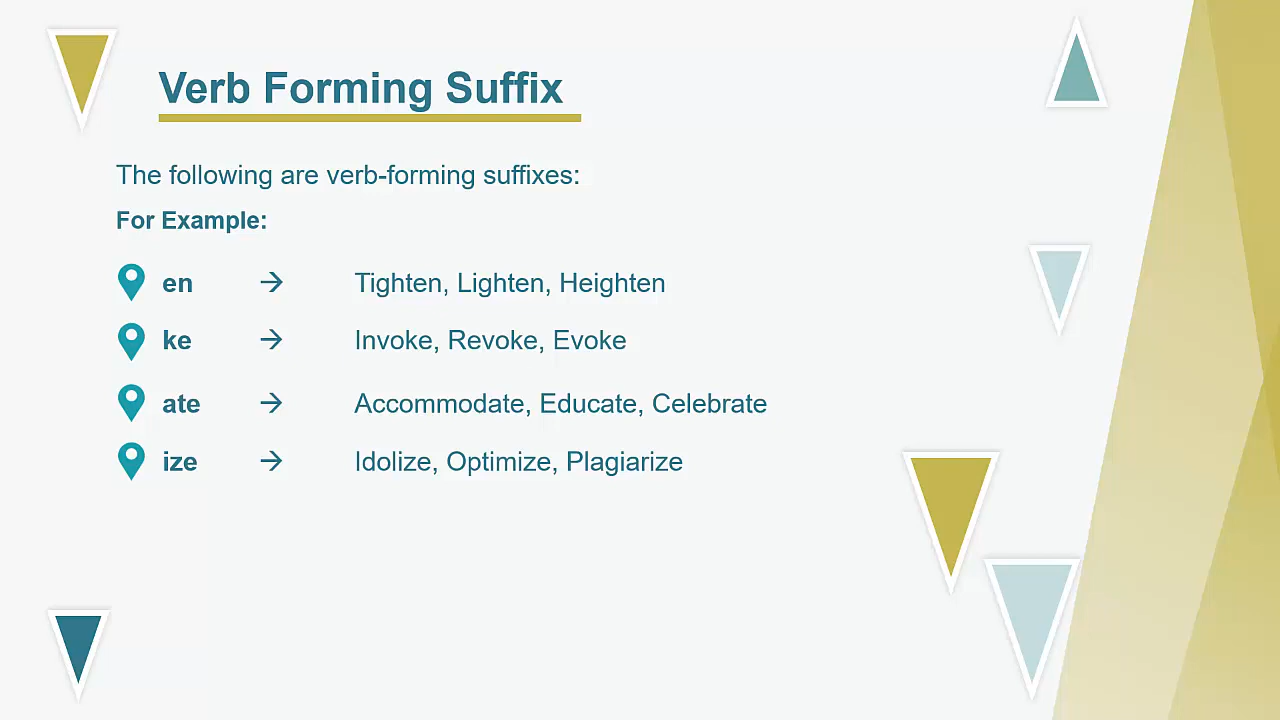 Verb Forming Suffix
The following are verb-forming suffixes:
For Example:
en → Tighten, Lighten, Heighten
ke → Invoke, Revoke, Evoke
ate → Accommodate, Educate, Celebrate
ize → Idolize, Optimize, Plagiarize